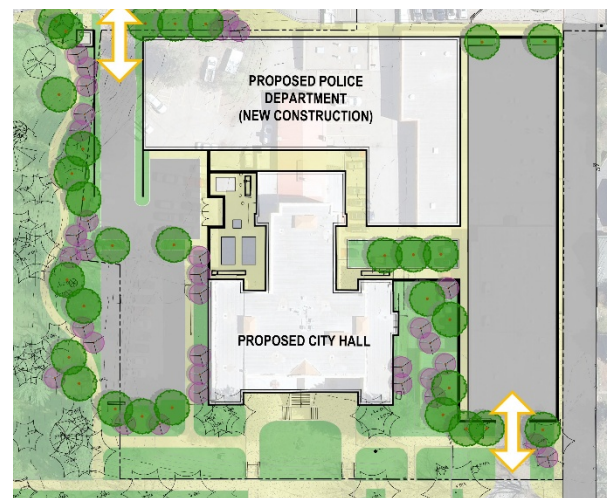 PROPOSED POLICE
DEPARTMENT
(NEW CONSTRUCTION)
PROPOSED CITY HALL